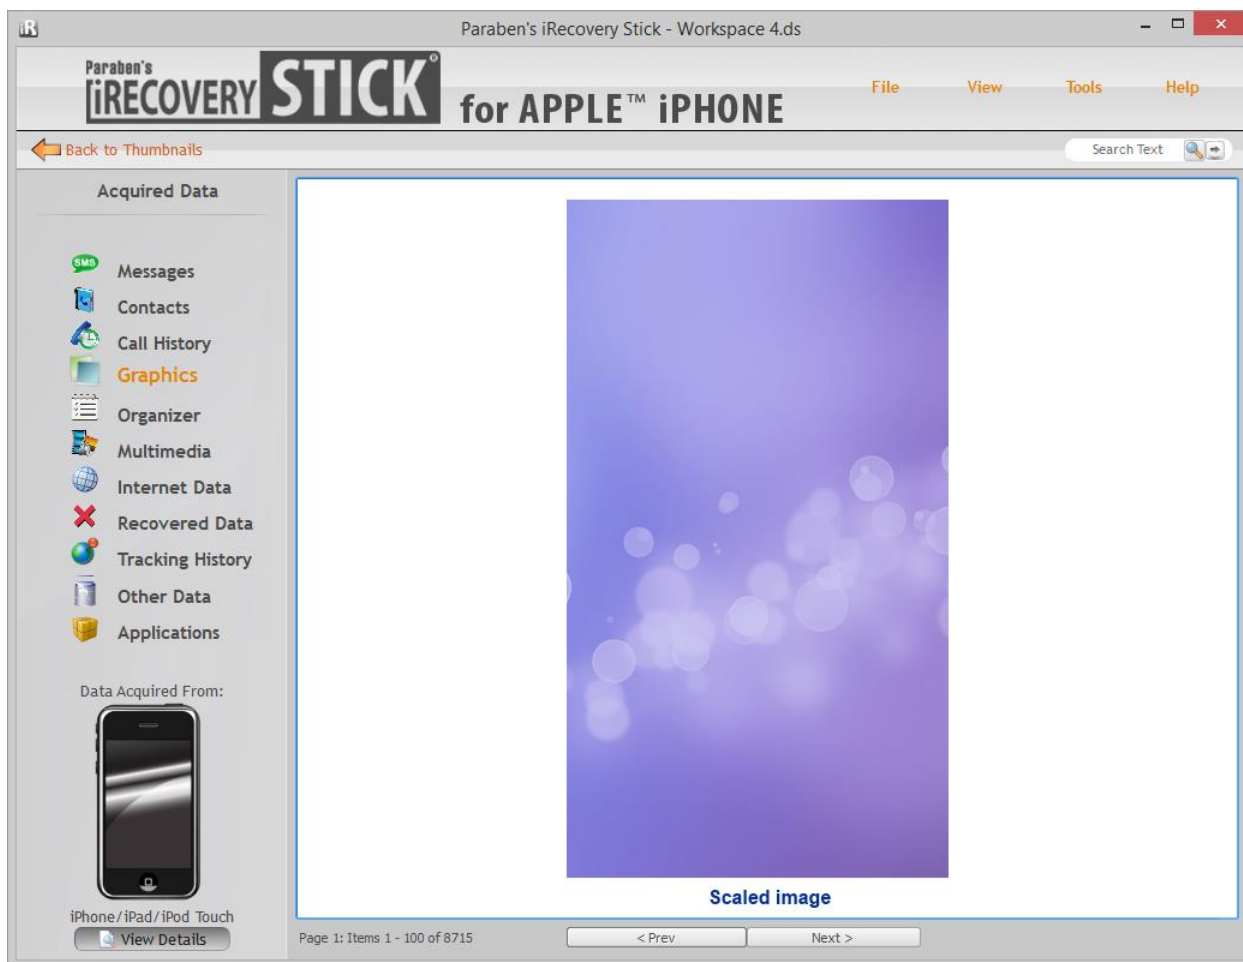 iR Paraben's iRecovery Stick - Workspace 4.ds
Paraben's
iRECOVERY STICK® for APPLE™ iPHONE
File View Tools Help
Back to Thumbnails
Search Text
Acquired Data
SMS Messages
Contacts
Call History
Graphics
Organizer
Multimedia
Internet Data
Recovered Data
Tracking History
Other Data
Applications
Data Acquired From:
iPhone/iPad/iPod Touch
View Details
Scaled image
Page 1: Items 1 - 100 of 8715
< Prev
Next >